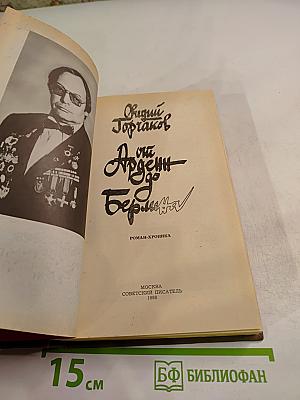 Овидий
Горчаков
от
Арденн
до
Берлина
РОМАН-ХРОНИКА
МОСКВА
СОВЕТСКИЙ ПИСАТЕЛЬ
1988
15 см
БФ БИБЛИОФАН